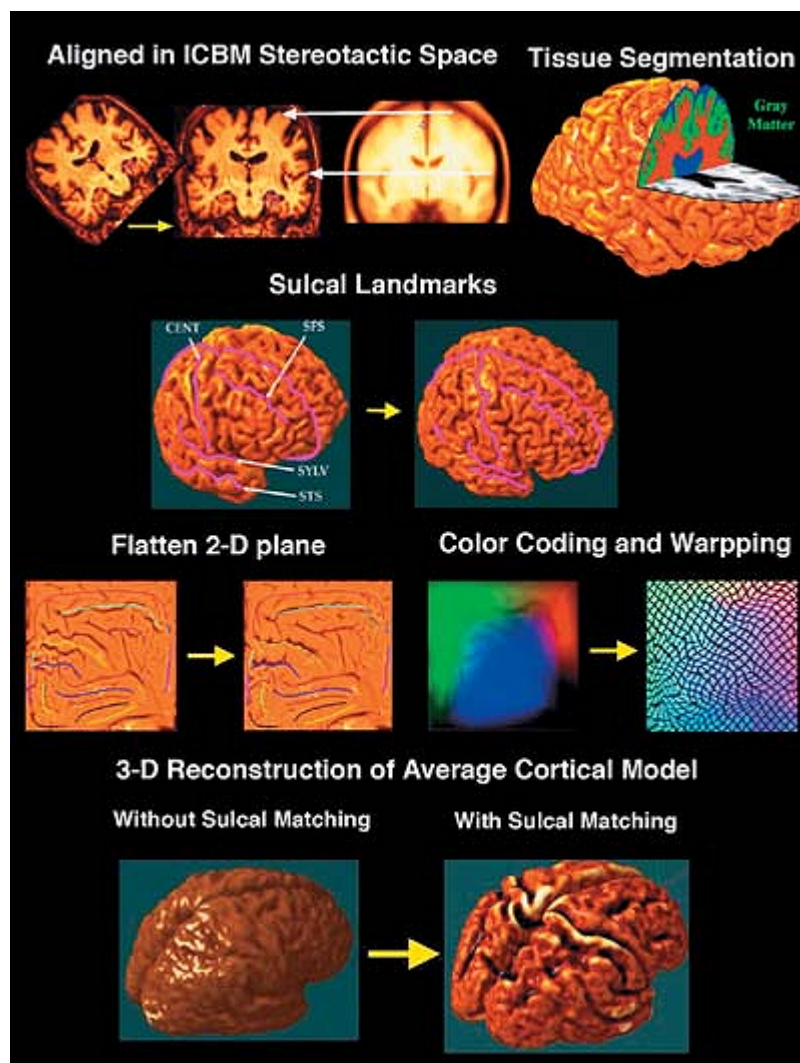 Aligned in ICBM Stereotactic Space
Tissue Segmentation
Gray
Matter
Sulcal Landmarks
CENT
SFS
SYLV
STS
Flatten 2-D plane
Color Coding and Warpping
3-D Reconstruction of Average Cortical Model
Without Sulcal Matching
With Sulcal Matching